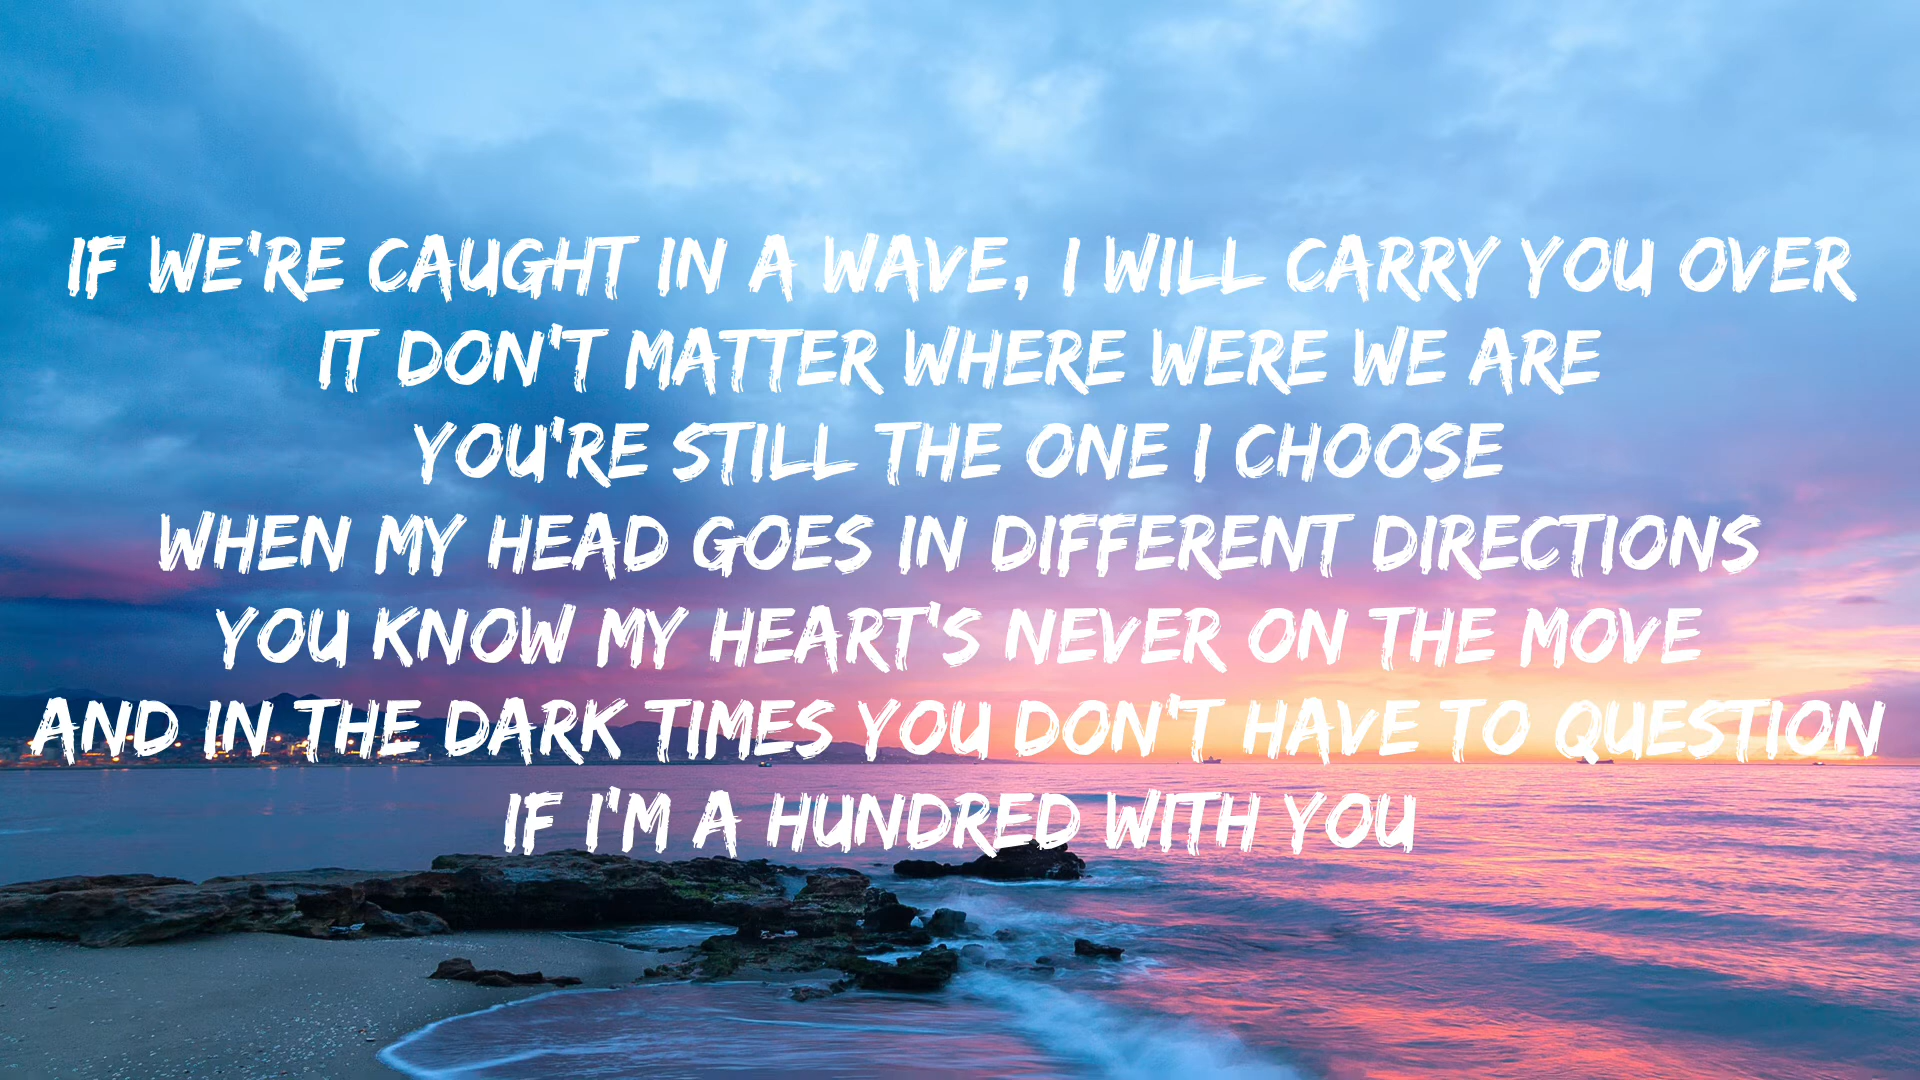 IF WE'RE CAUGHT IN A WAVE, I WILL CARRY YOU OVER
IT DON'T MATTER WHERE WERE WE ARE
YOU'RE STILL THE ONE I CHOOSE
WHEN MY HEAD GOES IN DIFFERENT DIRECTIONS
YOU KNOW MY HEART'S NEVER ON THE MOVE
AND IN THE DARK TIMES YOU DON'T HAVE TO QUESTION
IF I'M A HUNDRED WITH YOU